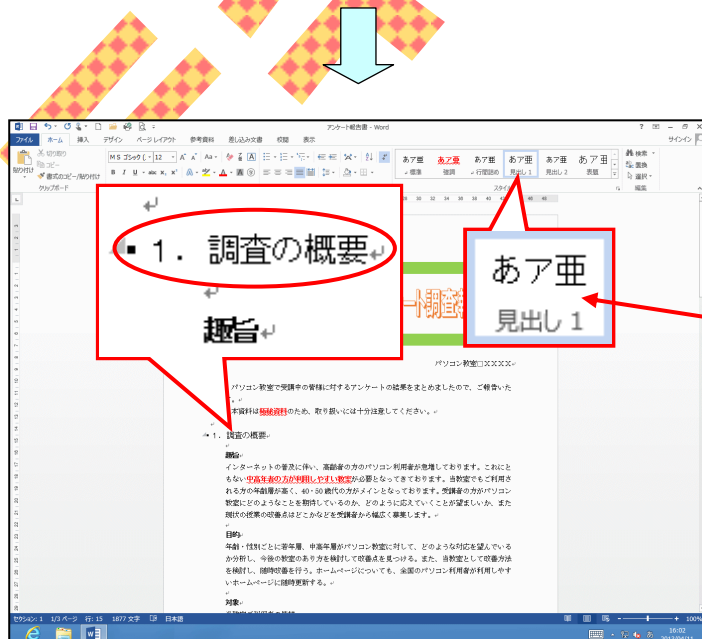 アンケート報告書 - Word
サインイン
ファイル ホーム 挿入 デザイン ページ レイアウト 参考資料 差し込み文書 校閲 表示
貼り付け
切り取り
コピー
書式のコピー/貼り付け
クリップボード
12
あア亜 標準
あア亜 強調
あア亜 行間詰め
あア亜 見出し 1
あア亜 見出し 2
あア亜 表題
検索
置換
選択
編集
1. 調査の概要
趣旨
あア亜
見出し 1
パソコン教室□XXXX
パソコン教室で受講中の皆様に対するアンケートの結果をまとめましたので、ご報告いた
本資料は極秘資料のため、取り扱いには十分注意してください。
1. 調査の概要
趣旨
インターネットの普及に伴い、高齢者の方のパソコン利用者が急増しております。これにと
もない中高年者の方が利用しやすい教室が必要となってきております。当教室でもご利用さ
れる方の年齢層が高く、40・50 歳代の方がメインとなっております。受講者の方がパソコン
教室にどのようなことを期待しているのか、どのように応えていくことが望ましいか、また
現状の授業の改善点はどこかなどを受講者から幅広く募集します。
目的
年齢・性別ごとに若年層、中高年層がパソコン教室に対して、どのような対応を望んでいる
か分析し、今後の教室のあり方を検討して改善点を見つける。また、当教室として改善方法
を検討し、随時改善を行う。ホームページについても、全国のパソコン利用者が利用しやす
いホームページに随時更新する。
対象
セクション: 1 1/3 ページ 行: 15 1877 文字 日本語
100%
16:02